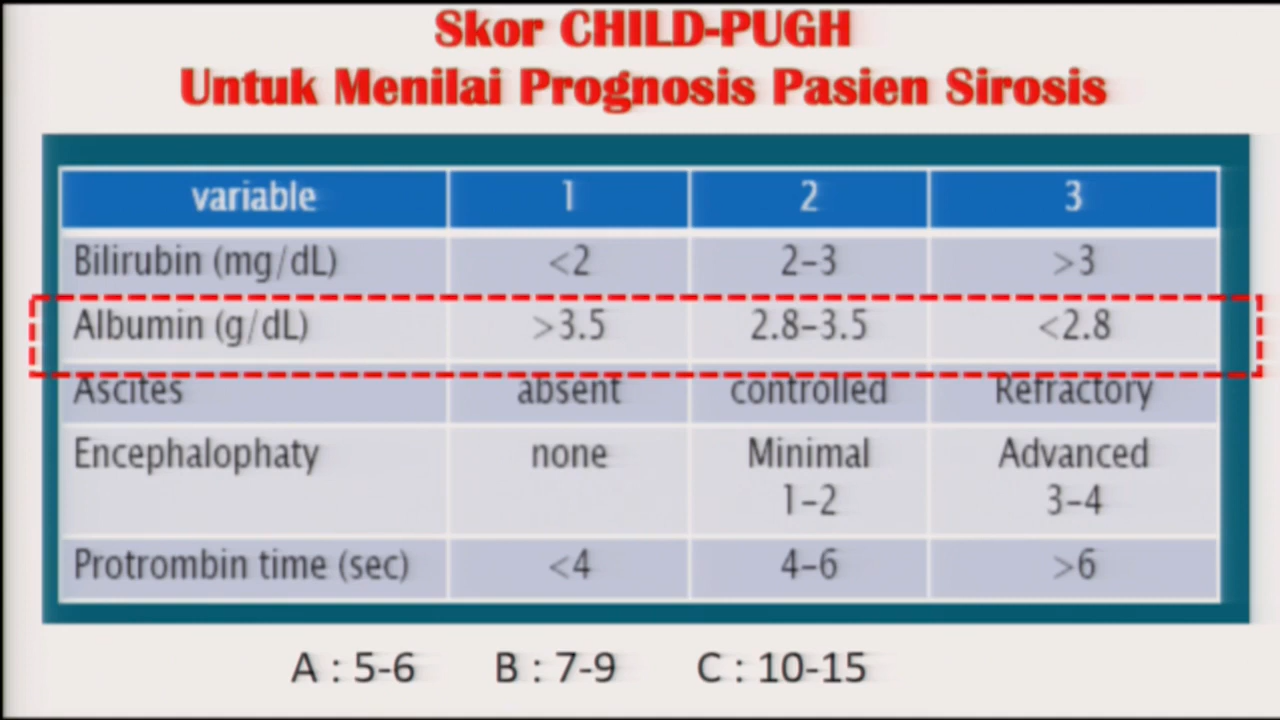 Skor CHILD-PUGH
Untuk Menilai Prognosis Pasien Sirosis
variable 1 2 3
Bilirubin (mg/dL) <2 2-3 >3
Albumin (g/dL) >3.5 2.8-3.5 <2.8
Ascites absent controlled Refractory
Encephalophaty none Minimal Advanced
1-2 3-4
Protrombin time (sec) <4 4-6 >6
A : 5-6 B : 7-9 C : 10-15